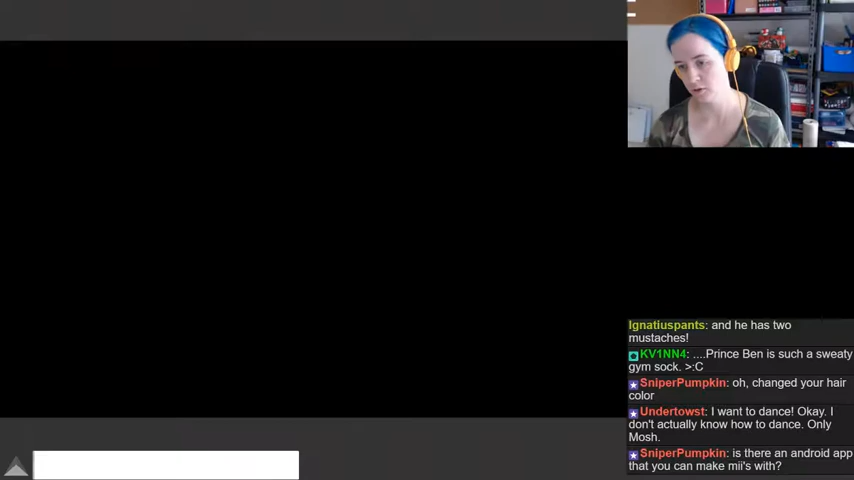 Ignatiuspants: and he has two
mustaches!
KV1NN4: ....Prince Ben is such a sweaty
gym sock. >:C
SniperPumpkin: oh, changed your hair
color
Undertowst: I want to dance! Okay. I
don't actually know how to dance. Only
Mosh.
SniperPumpkin: is there an android app
that you can make mii's with?